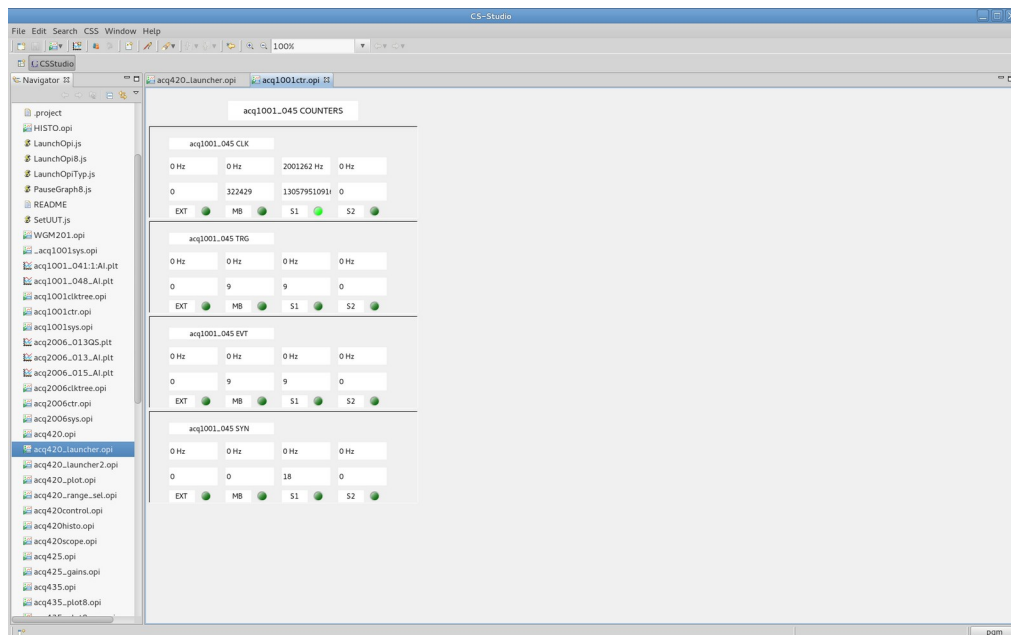 CS-Studio
File Edit Search CSS Window Help
100%
CSStudio
Navigator
acq420_launcher.opi
acq1001ctr.opi
.project
HISTO.opi
LaunchOpi.js
LaunchOpi8.js
LaunchOpiTyp.js
PauseGraph8.js
README
SetUUT.js
WGM201.opi
_acq1001sys.opi
acq1001_041:1:AI.plt
acq1001_048_AI.plt
acq1001clktree.opi
acq1001ctr.opi
acq1001sys.opi
acq2006_013QS.plt
acq2006_013_AI.plt
acq2006_015_AI.plt
acq2006clktree.opi
acq2006ctr.opi
acq2006sys.opi
acq420.opi
acq420_launcher.opi
acq420_launcher2.opi
acq420_plot.opi
acq420_range_sel.opi
acq420control.opi
acq420histo.opi
acq420scope.opi
acq425.opi
acq425_gains.opi
acq435.opi
acq435_plot8.opi
acq1001_045 COUNTERS
acq1001_045 CLK
0 Hz 0 Hz 2001262 Hz 0 Hz
0 322429 1305795109 0
EXT MB S1 S2
acq1001_045 TRG
0 Hz 0 Hz 0 Hz 0 Hz
0 9 9 0
EXT MB S1 S2
acq1001_045 EVT
0 Hz 0 Hz 0 Hz 0 Hz
0 9 9 0
EXT MB S1 S2
acq1001_045 SYN
0 Hz 0 Hz 0 Hz 0 Hz
0 0 18 0
EXT MB S1 S2
pgm